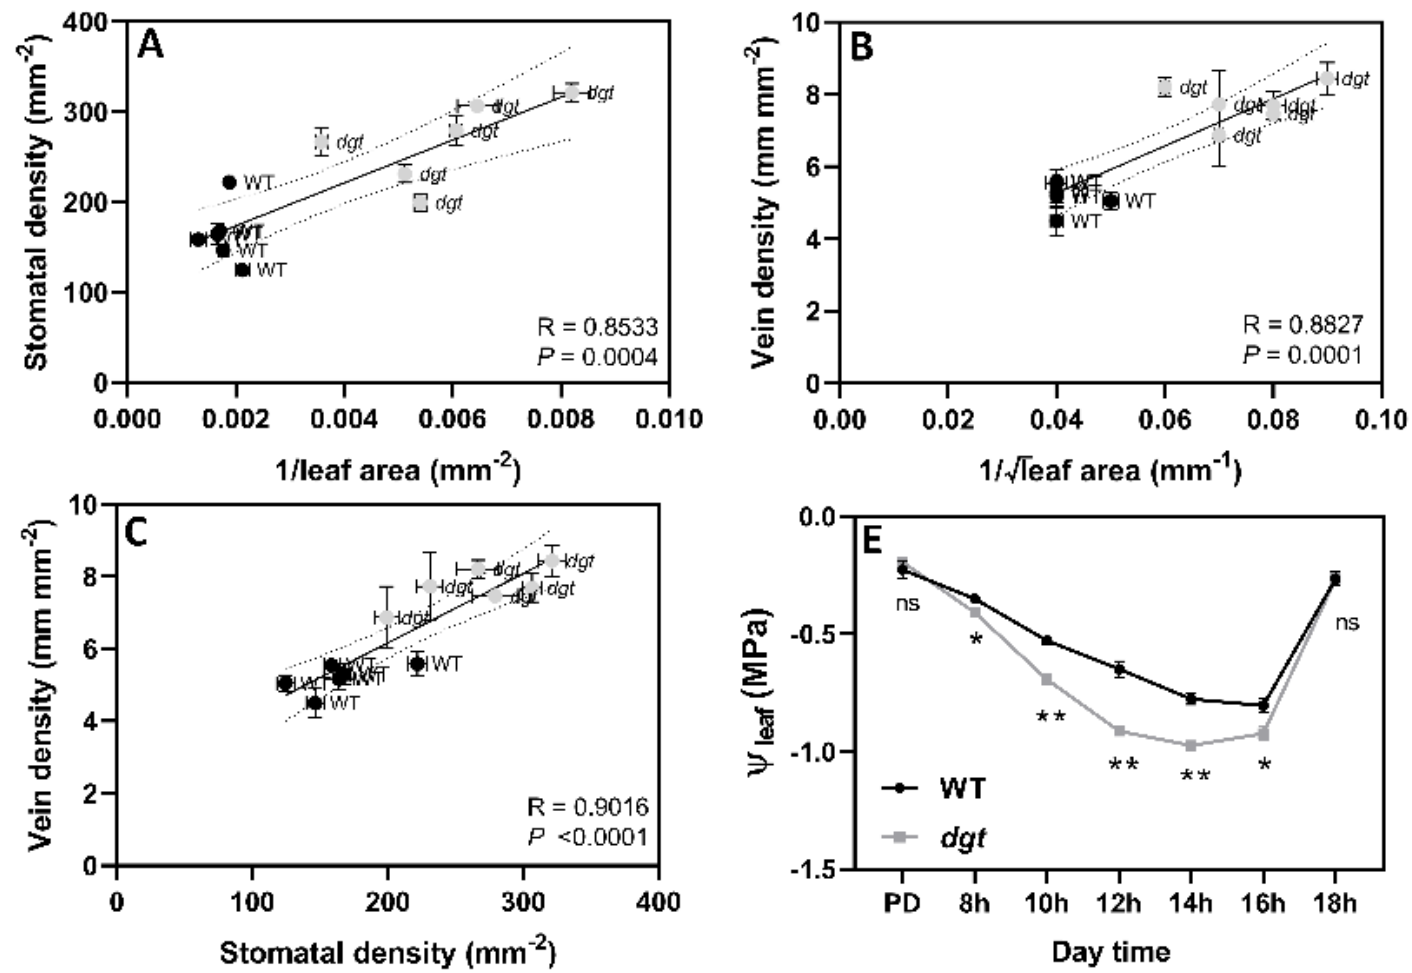 A
Stomatal density (mm-2)
400
300
200
100
0
0.000 0.002 0.004 0.006 0.008 0.010
1/leaf area (mm-2)
dgt
dgt
dgt
dgt
dgt
dgt
WT
WT
WT
WT
R = 0.8533
P = 0.0004
B
Vein density (mm mm-2)
10
8
6
4
2
0
0.00 0.02 0.04 0.06 0.08 0.10
1/√leaf area (mm-1)
dgt
dgt
dgt
dgt
dgt
dgt
WT
WT
WT
WT
R = 0.8827
P = 0.0001
C
Vein density (mm mm-2)
10
8
6
4
2
0
0 100 200 300 400
Stomatal density (mm-2)
dgt
dgt
dgt
dgt
dgt
dgt
WT
WT
WT
WT
WT
R = 0.9016
P <0.0001
E
Ψleaf (MPa)
0.0
-0.5
-1.0
-1.5
ns
*
**
**
**
*
ns
WT
dgt
PD 8h 10h 12h 14h 16h 18h
Day time